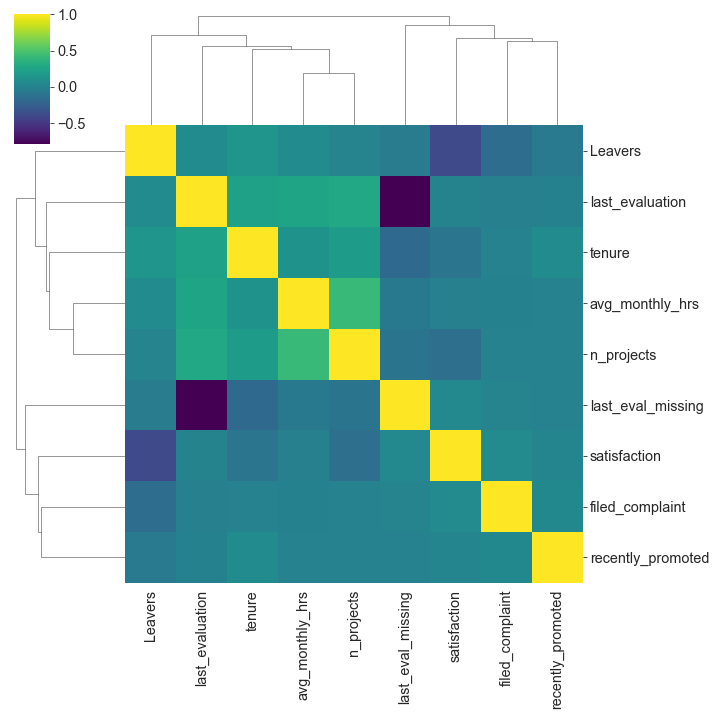 1.0
0.5
0.0
−0.5
Leavers
last_evaluation
tenure
avg_monthly_hrs
n_projects
last_eval_missing
satisfaction
filed_complaint
recently_promoted
Leavers
last_evaluation
tenure
avg_monthly_hrs
n_projects
last_eval_missing
satisfaction
filed_complaint
recently_promoted